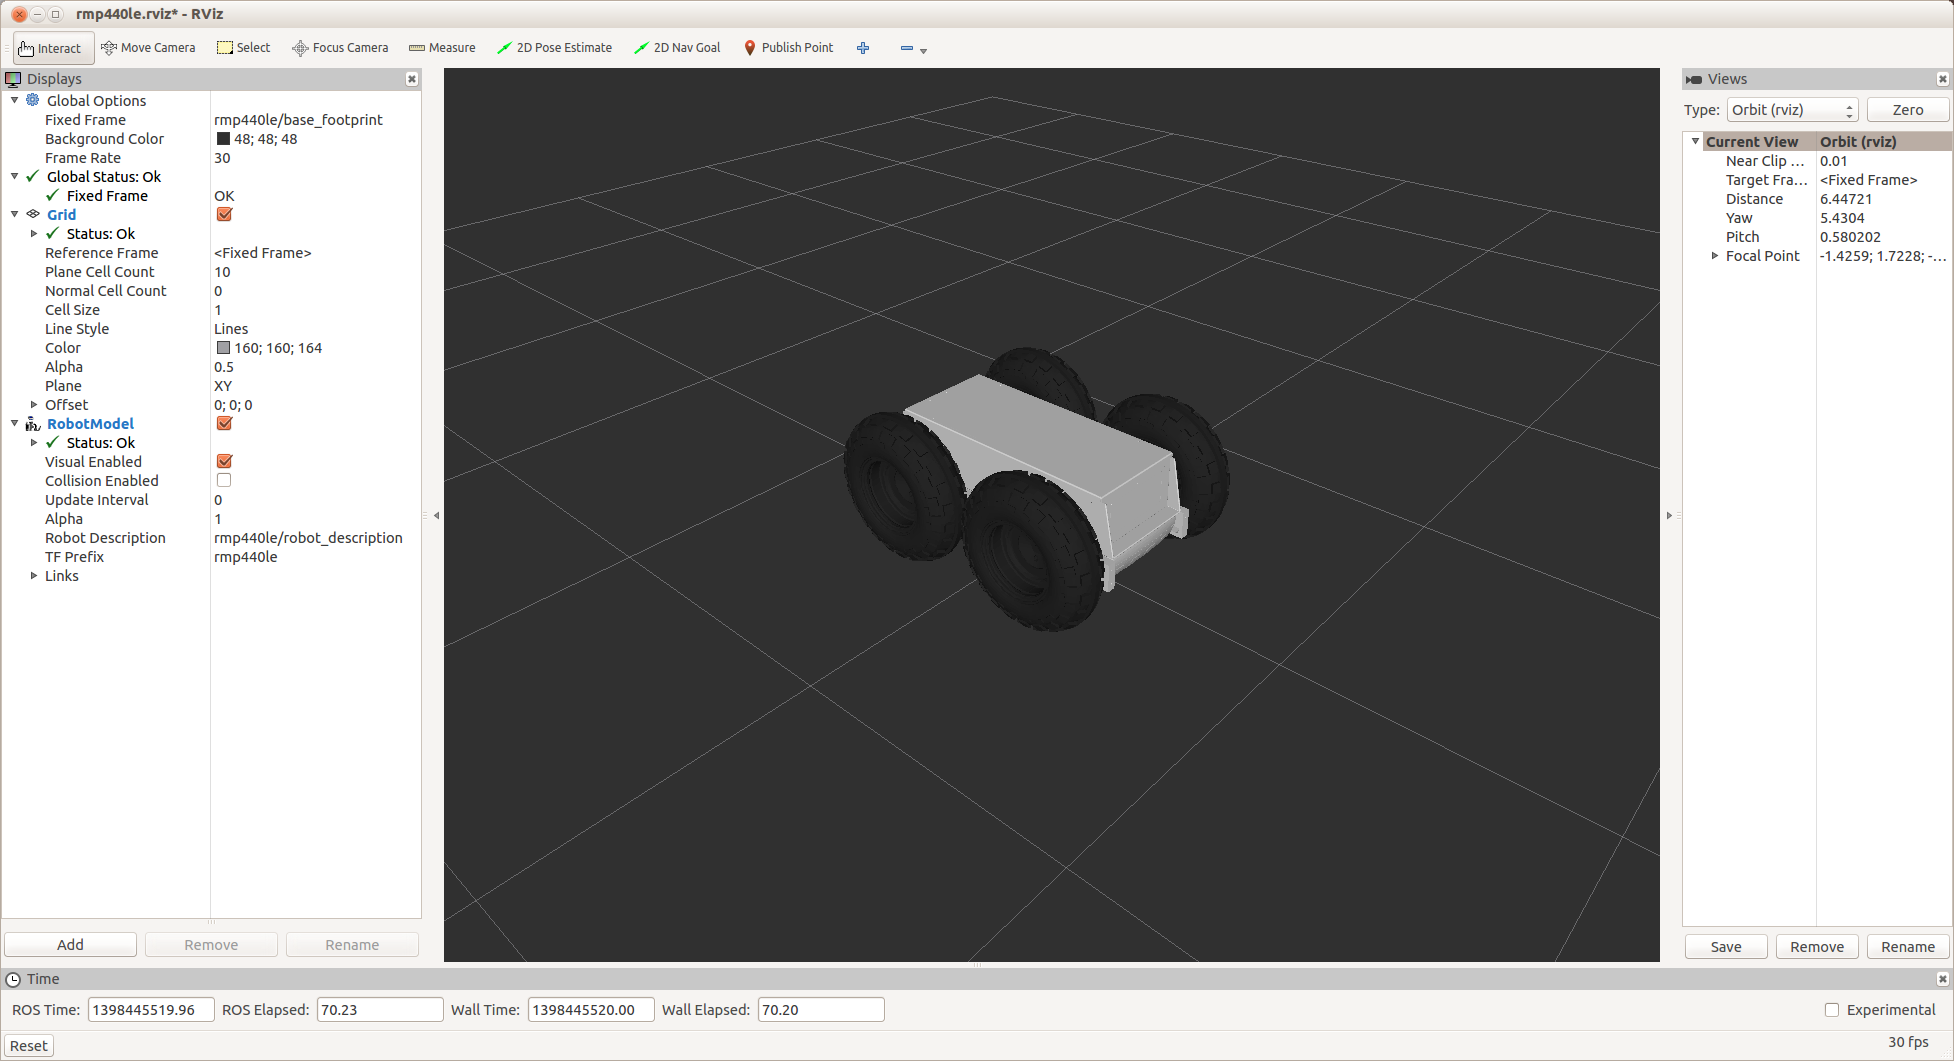 rmp440le.rviz* - RViz
Interact Move Camera Select Focus Camera Measure 2D Pose Estimate 2D Nav Goal Publish Point
Displays
Global Options
Fixed Frame rmp440le/base_footprint
Background Color 48; 48; 48
Frame Rate 30
Global Status: Ok
Fixed Frame OK
Grid
Status: Ok
Reference Frame <Fixed Frame>
Plane Cell Count 10
Normal Cell Count 0
Cell Size 1
Line Style Lines
Color 160; 160; 164
Alpha 0.5
Plane XY
Offset 0; 0; 0
RobotModel
Status: Ok
Visual Enabled
Collision Enabled
Update Interval 0
Alpha 1
Robot Description rmp440le/robot_description
TF Prefix rmp440le
Links
Add Remove Rename
Views
Type: Orbit (rviz) Zero
Current View Orbit (rviz)
Near Clip ... 0.01
Target Fra... <Fixed Frame>
Distance 6.44721
Yaw 5.4304
Pitch 0.580202
Focal Point -1.4259; 1.7228; -...
Save Remove Rename
Time
ROS Time: 1398445519.96 ROS Elapsed: 70.23 Wall Time: 1398445520.00 Wall Elapsed: 70.20 Experimental
Reset 30 fps